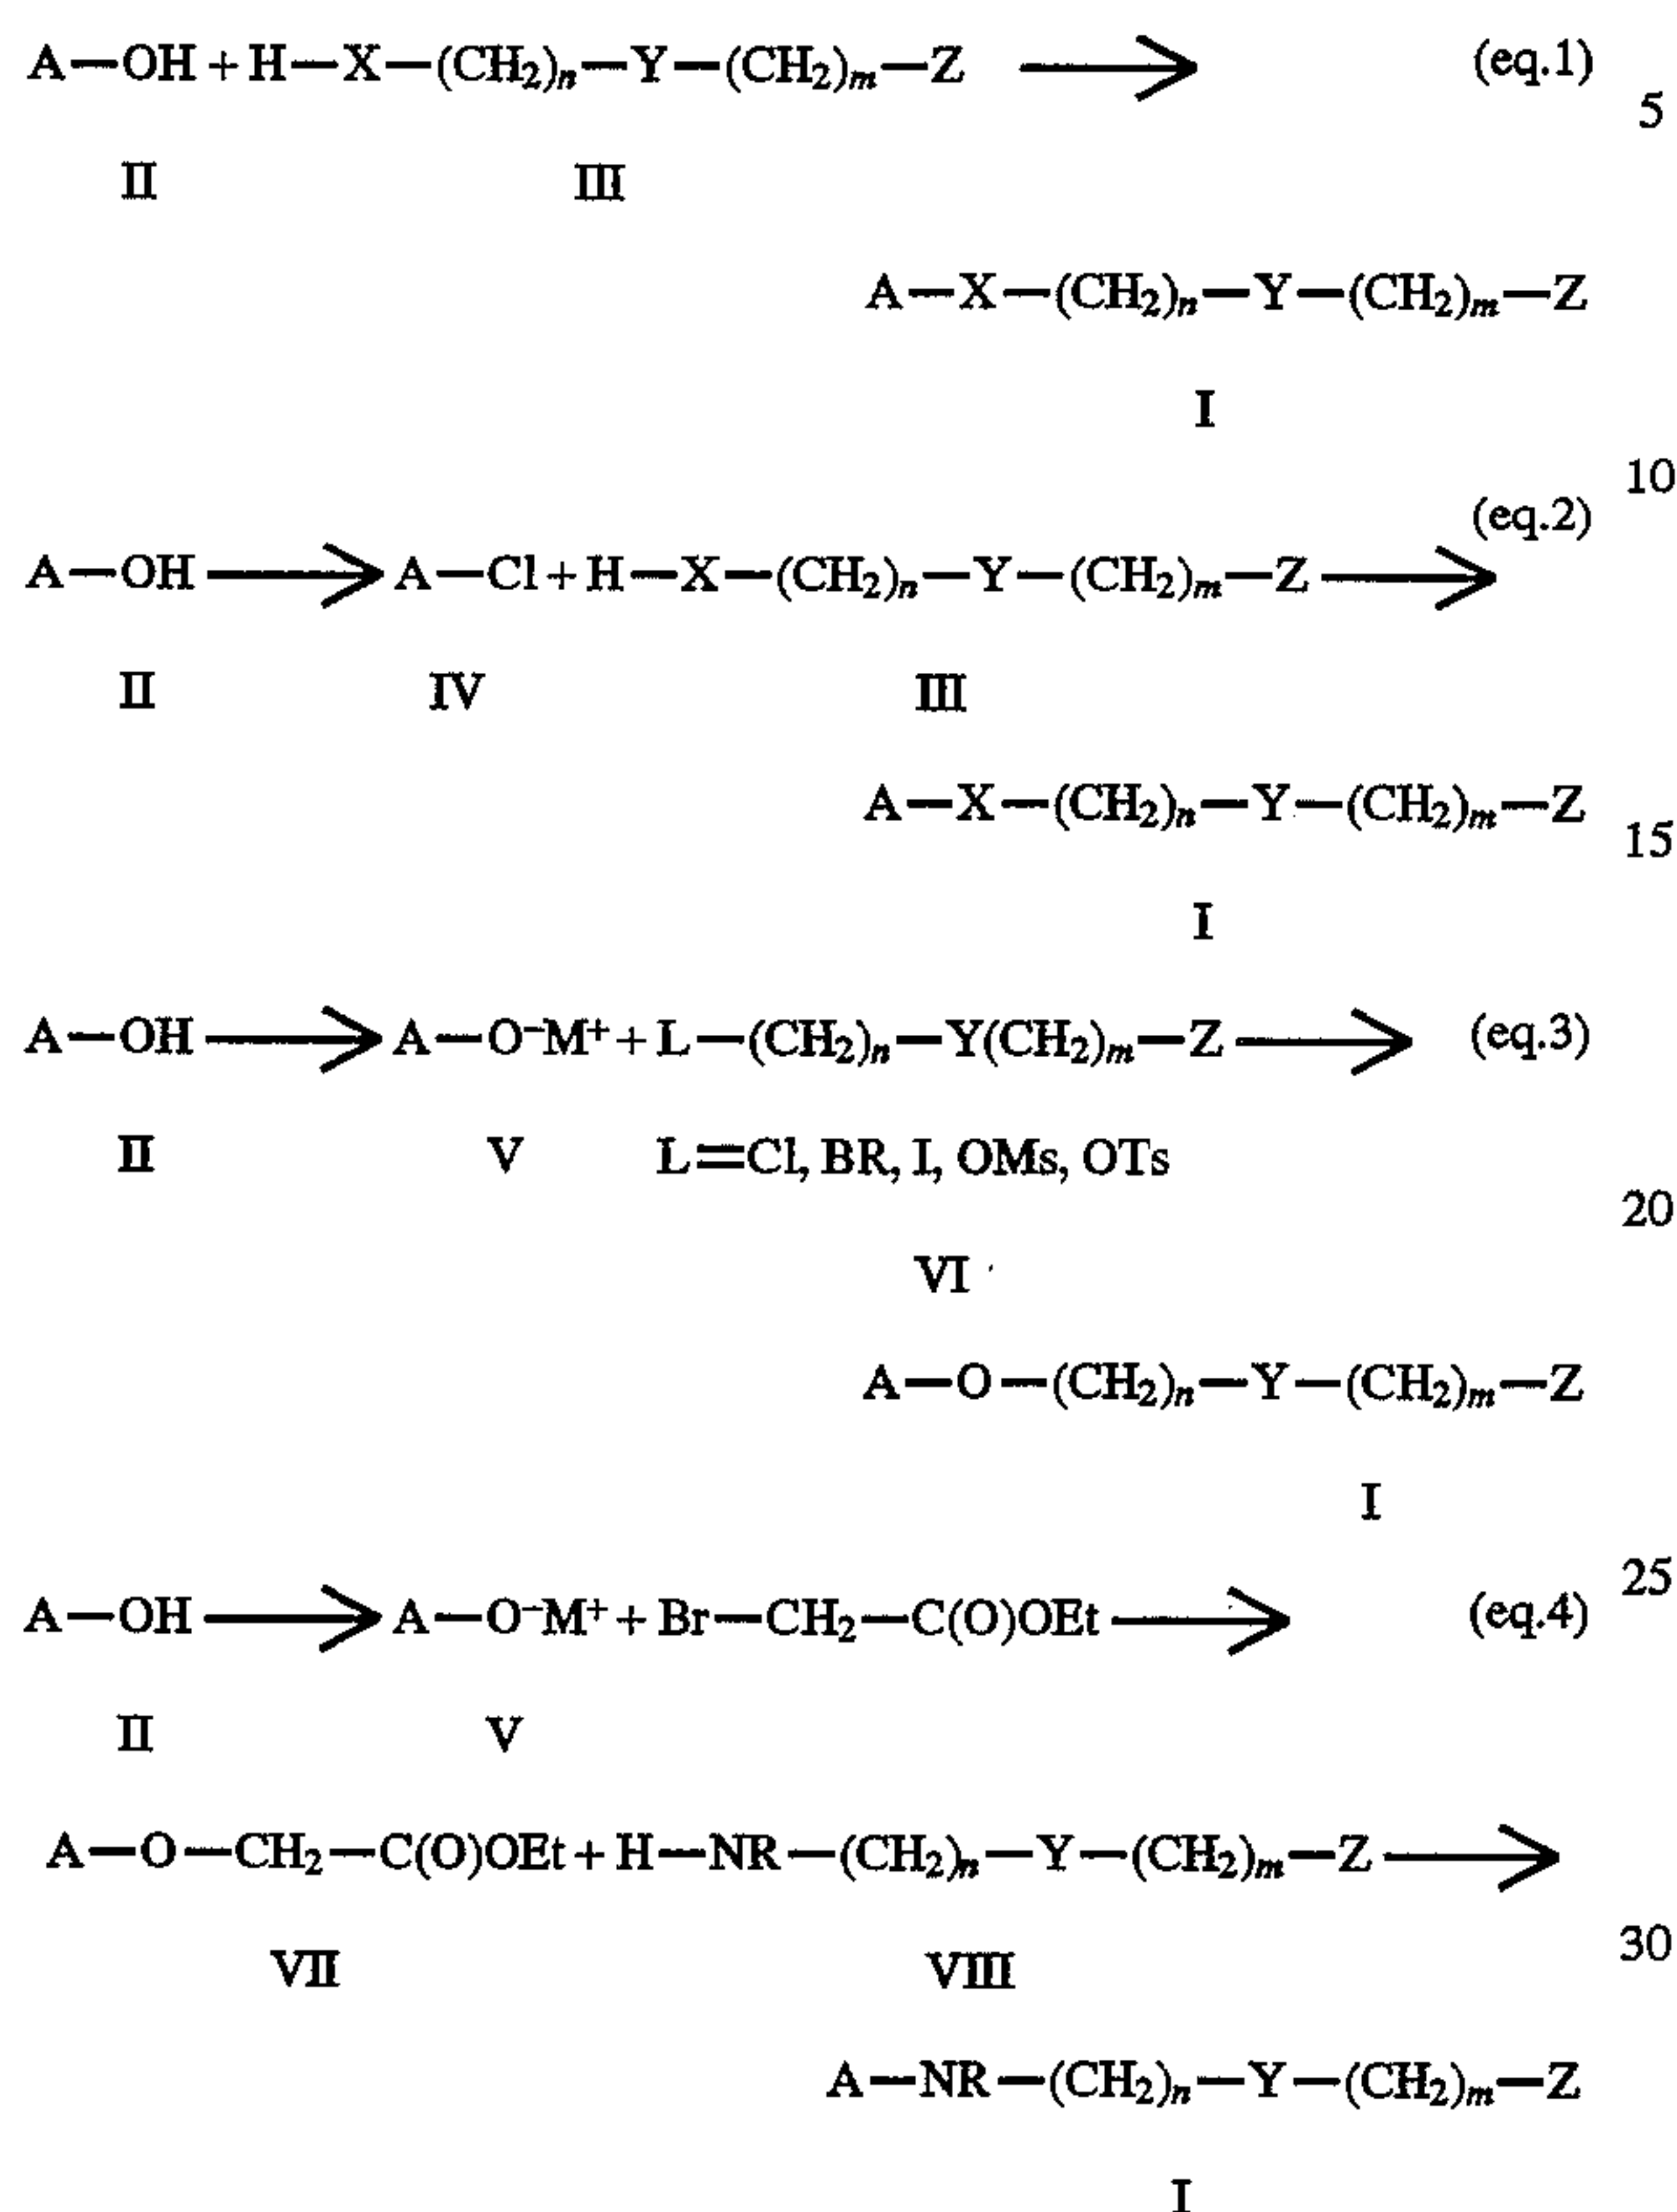 A—OH + H—X—(CH₂)ₙ—Y—(CH₂)ₘ—Z ⟶ (eq.1)
5
II III
A—X—(CH₂)ₙ—Y—(CH₂)ₘ—Z
I
10
(eq.2)
A—OH ⟶ A—Cl + H—X—(CH₂)ₙ—Y—(CH₂)ₘ—Z ⟶
II IV III
A—X—(CH₂)ₙ—Y—(CH₂)ₘ—Z
15
I
A—OH ⟶ A—O⁻M⁺ + L—(CH₂)ₙ—Y(CH₂)ₘ—Z ⟶ (eq.3)
II V L=Cl, BR, I, OMs, OTs
20
VI
A—O—(CH₂)ₙ—Y—(CH₂)ₘ—Z
I
25
A—OH ⟶ A—O⁻M⁺ + Br—CH₂—C(O)OEt ⟶ (eq.4)
II V
A—O—CH₂—C(O)OEt + H—NR—(CH₂)ₙ—Y—(CH₂)ₘ—Z ⟶
30
VII VIII
A—NR—(CH₂)ₙ—Y—(CH₂)ₘ—Z
I